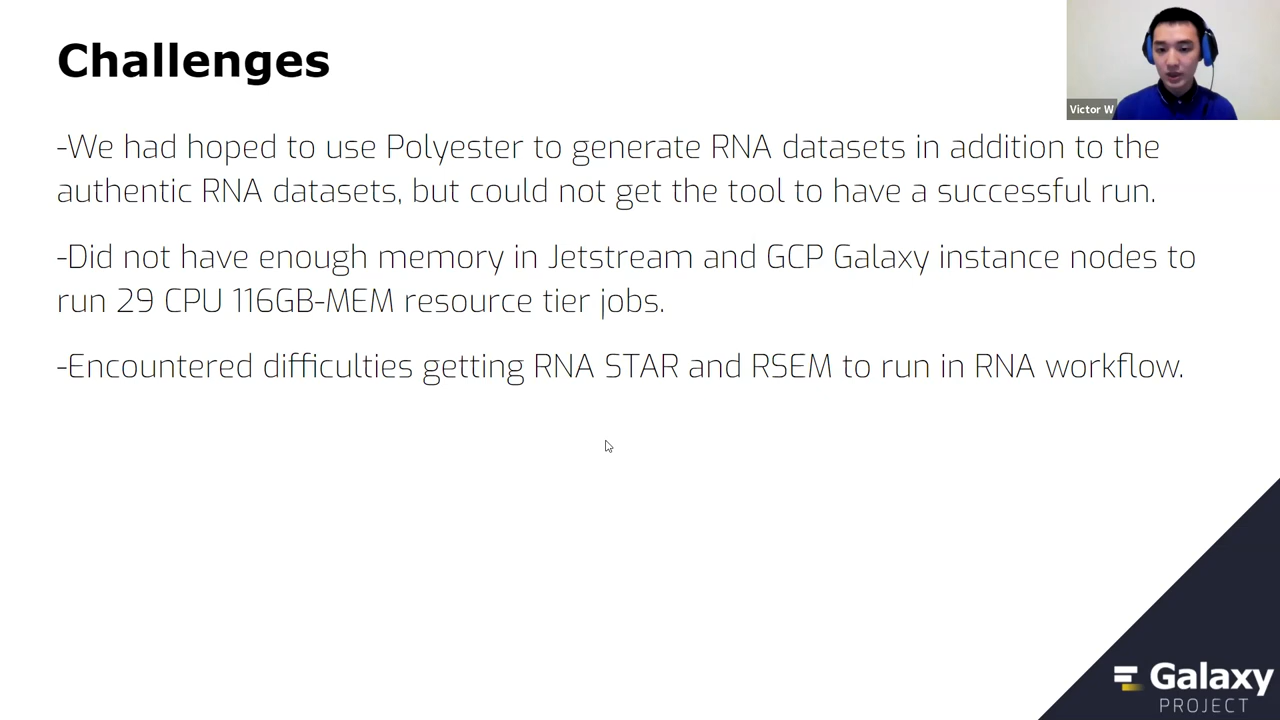 Challenges
Victor W
-We had hoped to use Polyester to generate RNA datasets in addition to the
authentic RNA datasets, but could not get the tool to have a successful run.
-Did not have enough memory in Jetstream and GCP Galaxy instance nodes to
run 29 CPU 116GB-MEM resource tier jobs.
-Encountered difficulties getting RNA STAR and RSEM to run in RNA workflow.
Galaxy
PROJECT